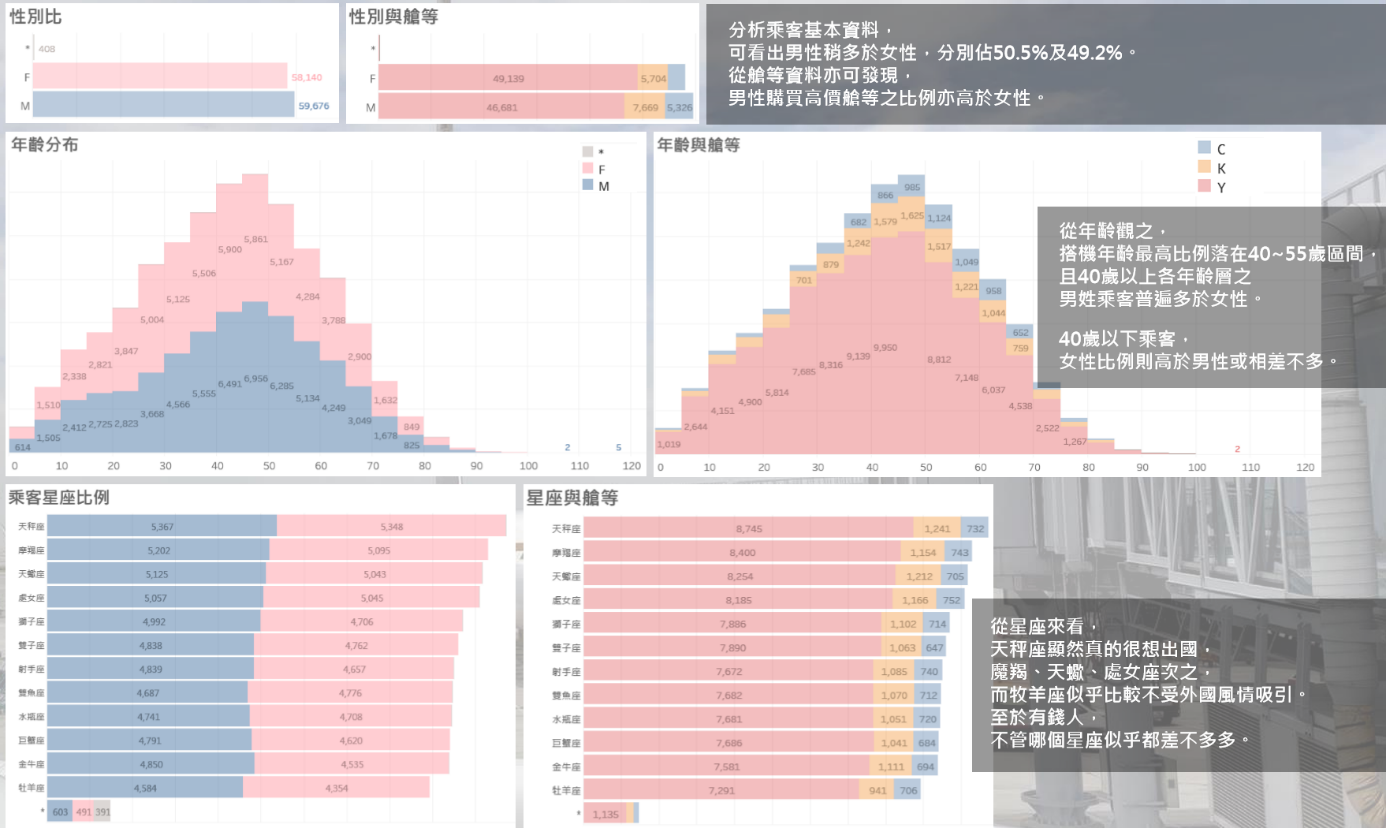 性別比
* 408
F 58,140
M 59,676
性別與艙等
*
F 49,139 5,704
M 46,681 7,669 5,326
分析乘客基本資料，
可看出男性稍多於女性，分別佔50.5%及49.2%。
從艙等資料亦可發現，
男性購買高價艙等之比例亦高於女性。
年齡分布
*
F
M
5,861
5,900
5,167
5,506
5,125
4,284
5,004
3,788
3,847
2,900
2,821
2,338
1,632
1,510
849
6,956
6,491
6,285
5,555
5,134
4,566
4,249
3,668
3,049
2,823
2,725
2,412
1,678
1,505
825
614
2
5
0 10 20 30 40 50 60 70 80 90 100 110 120
年齡與艙等
C
K
Y
985
866
1,124
682
1,579
1,625
1,517
1,242
1,049
879
1,221
701
958
1,044
652
759
9,950
9,139
8,812
8,316
7,685
7,148
6,037
5,814
4,900
4,538
4,151
2,644
2,522
1,267
1,019
2
0 10 20 30 40 50 60 70 80 90 100 110 120
從年齡觀之，
搭機年齡最高比例落在40~55歲區間，
且40歲以上各年齡層之
男姓乘客普遍多於女性。
40歲以下乘客，
女性比例則高於男性或相差不多。
乘客星座比例
天秤座 5,367 5,348
摩羯座 5,202 5,095
天蠍座 5,125 5,043
處女座 5,057 5,045
獅子座 4,992 4,706
雙子座 4,838 4,762
射手座 4,839 4,657
雙魚座 4,687 4,776
水瓶座 4,741 4,708
巨蟹座 4,791 4,620
金牛座 4,850 4,535
牡羊座 4,584 4,354
* 603 491 391
星座與艙等
天秤座 8,745 1,241 732
摩羯座 8,400 1,154 743
天蠍座 8,254 1,212 705
處女座 8,185 1,166 752
獅子座 7,886 1,102 714
雙子座 7,890 1,063 647
射手座 7,672 1,085 740
雙魚座 7,682 1,070 712
水瓶座 7,681 1,051 720
巨蟹座 7,686 1,041 684
金牛座 7,581 1,111 694
牡羊座 7,291 941 706
* 1,135
從星座來看，
天秤座顯然真的很想出國，
魔羯、天蠍、處女座次之，
而牧羊座似乎比較不受外國風情吸引。
至於有錢人，
不管哪個星座似乎都差不多多。